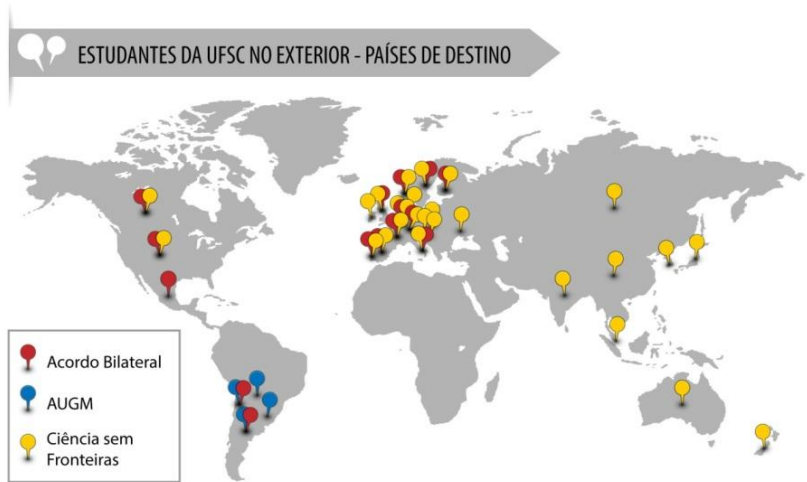 ESTUDANTES DA UFSC NO EXTERIOR - PAÍSES DE DESTINO
Acordo Bilateral
AUGM
Ciência sem
Fronteiras